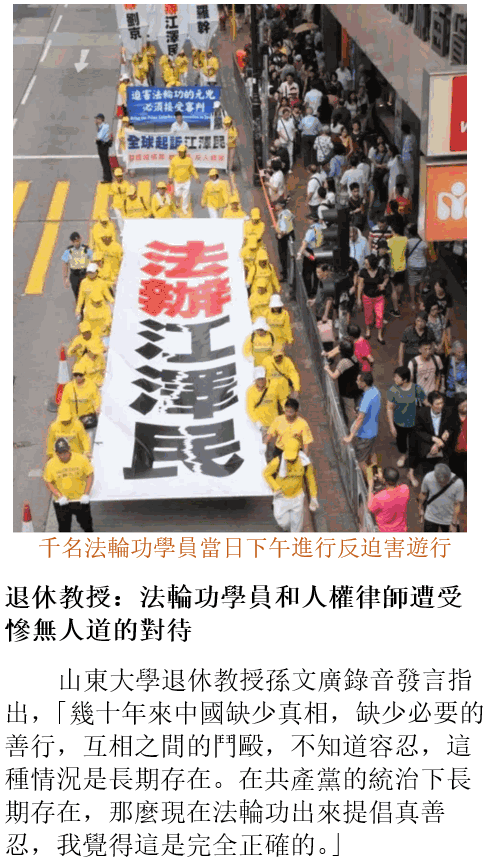 迫害法輪功的元兇
必須接受審判
全球起訴江澤民
法辦江澤民
千名法輪功學員當日下午進行反迫害遊行
退休教授：法輪功學員和人權律師遭受
慘無人道的對待
山東大學退休教授孫文廣錄音發言指
出，「幾十年來中國缺少真相，缺少必要的
善行，互相之間的鬥毆，不知道容忍，這
種情況是長期存在。在共產黨的統治下長
期存在，那麼現在法輪功出來提倡真善
忍，我覺得這是完全正確的。」